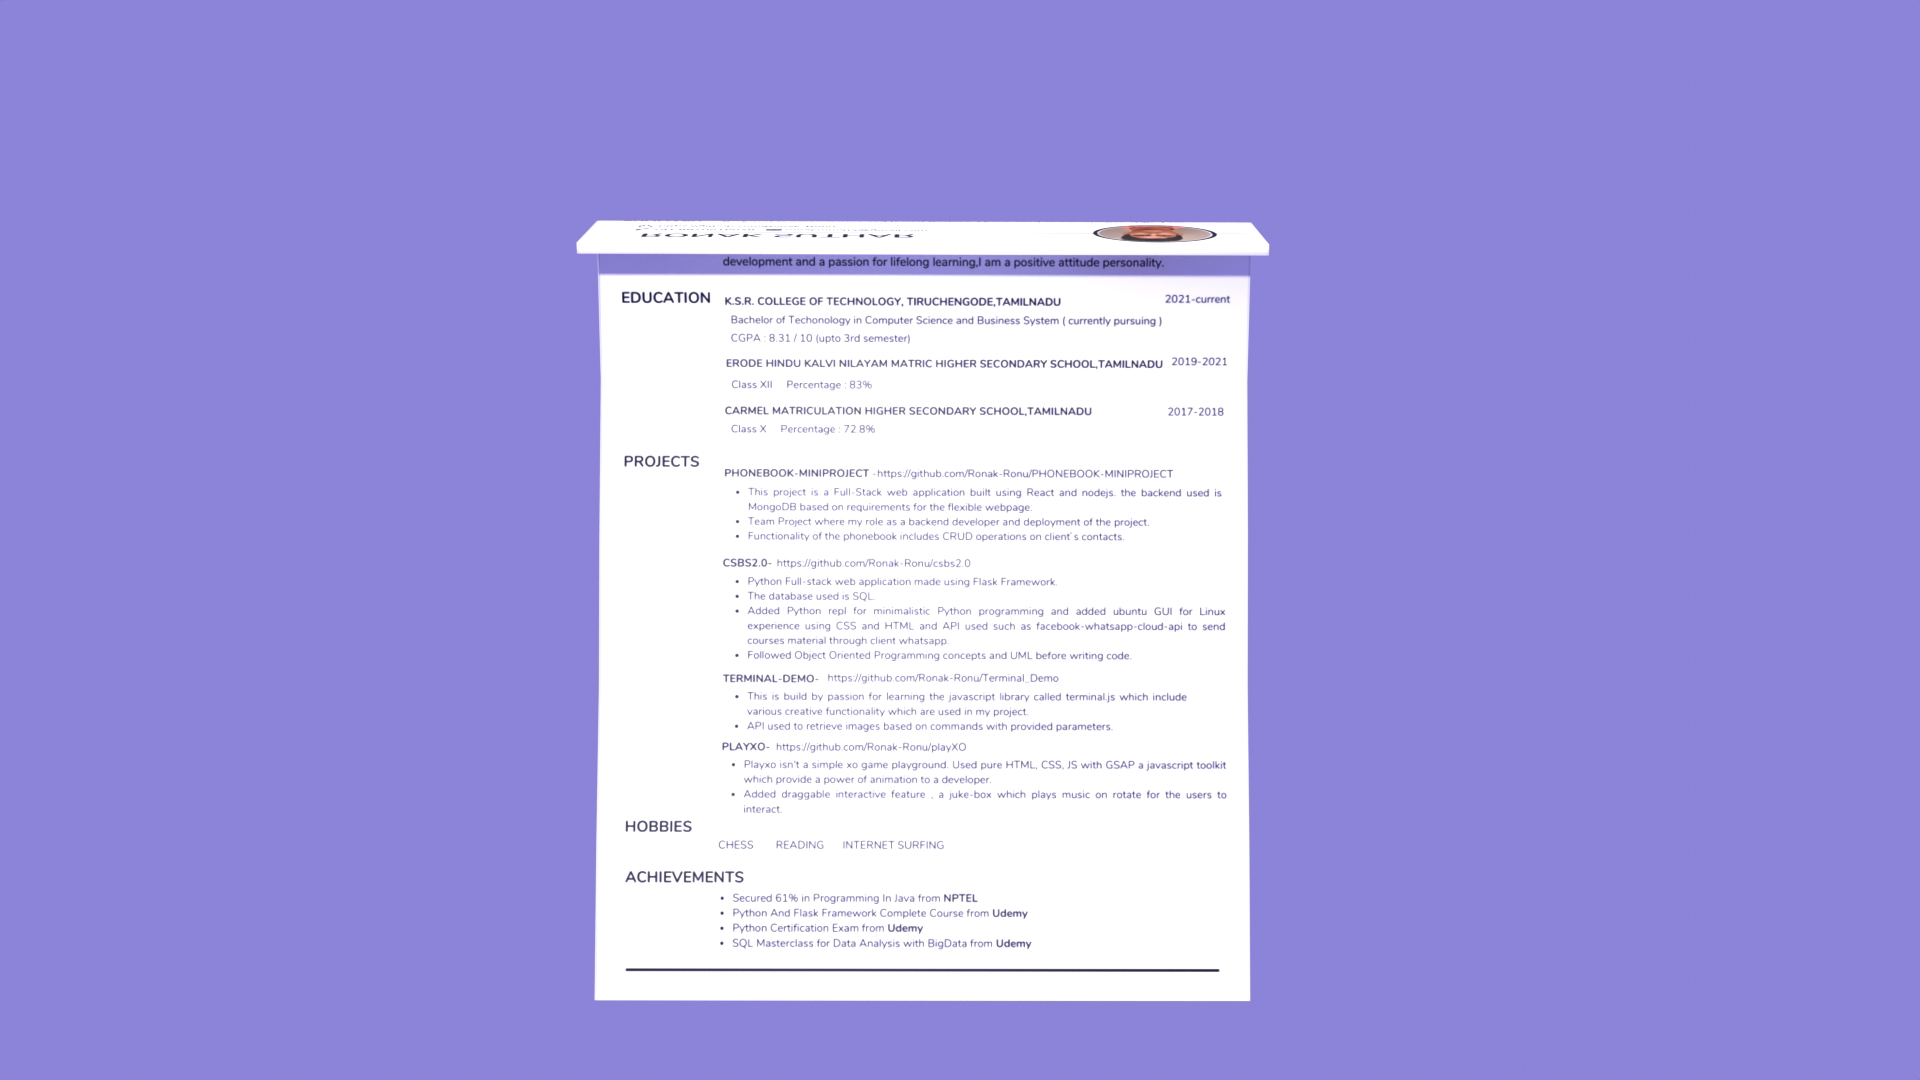 RONAK SUTHAR
development and a passion for lifelong learning,I am a positive attitude personality.
EDUCATION
K.S.R. COLLEGE OF TECHNOLOGY, TIRUCHENGODE,TAMILNADU 2021-current
Bachelor of Techonology in Computer Science and Business System ( currently pursuing )
CGPA : 8.31 / 10 (upto 3rd semester)
ERODE HINDU KALVI NILAYAM MATRIC HIGHER SECONDARY SCHOOL,TAMILNADU 2019-2021
Class XII Percentage : 83%
CARMEL MATRICULATION HIGHER SECONDARY SCHOOL,TAMILNADU 2017-2018
Class X Percentage : 72.8%
PROJECTS
PHONEBOOK-MINIPROJECT -https://github.com/Ronak-Ronu/PHONEBOOK-MINIPROJECT
• This project is a Full-Stack web application built using React and nodejs. the backend used is
MongoDB based on requirements for the flexible webpage.
• Team Project where my role as a backend developer and deployment of the project.
• Functionality of the phonebook includes CRUD operations on client's contacts.
CSBS2.0- https://github.com/Ronak-Ronu/csbs2.0
• Python Full-stack web application made using Flask Framework.
• The database used is SQL.
• Added Python repl for minimalistic Python programming and added ubuntu GUI for Linux
experience using CSS and HTML and API used such as facebook-whatsapp-cloud-api to send
courses material through client whatsapp.
• Followed Object Oriented Programming concepts and UML before writing code.
TERMINAL-DEMO- https://github.com/Ronak-Ronu/Terminal_Demo
• This is build by passion for learning the javascript library called terminal.js which include
various creative functionality which are used in my project.
• API used to retrieve images based on commands with provided parameters.
PLAYXO- https://github.com/Ronak-Ronu/playXO
• Playxo isn't a simple xo game playground. Used pure HTML, CSS, JS with GSAP a javascript toolkit
which provide a power of animation to a developer.
• Added draggable interactive feature , a juke-box which plays music on rotate for the users to
interact.
HOBBIES
CHESS READING INTERNET SURFING
ACHIEVEMENTS
• Secured 61% in Programming In Java from NPTEL
• Python And Flask Framework Complete Course from Udemy
• Python Certification Exam from Udemy
• SQL Masterclass for Data Analysis with BigData from Udemy